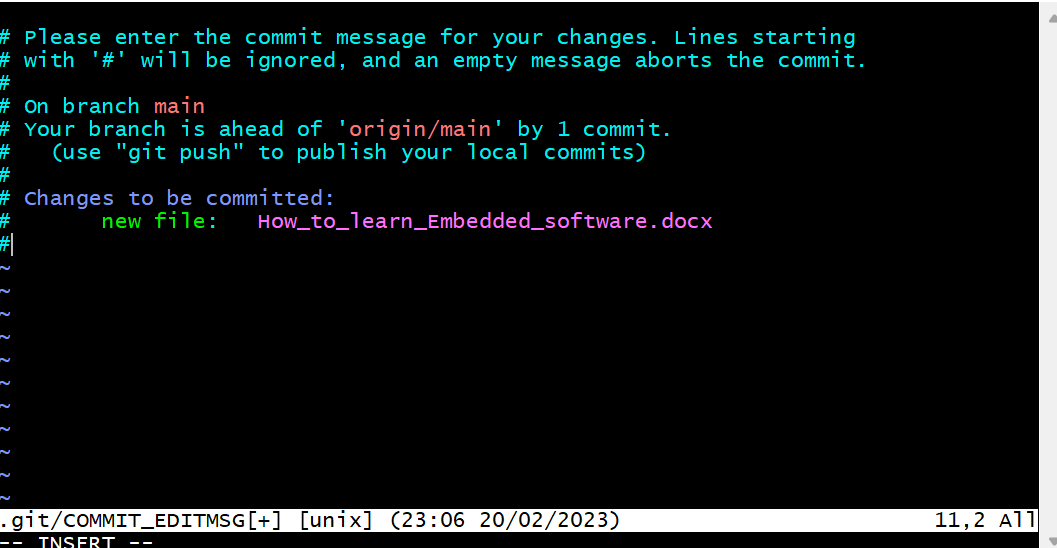 # Please enter the commit message for your changes. Lines starting
# with '#' will be ignored, and an empty message aborts the commit.
#
# On branch main
# Your branch is ahead of 'origin/main' by 1 commit.
#   (use "git push" to publish your local commits)
#
# Changes to be committed:
#       new file:   How_to_learn_Embedded_software.docx
#
~
~
~
~
~
~
~
~
~
~
~
.git/COMMIT_EDITMSG[+] [unix] (23:06 20/02/2023) 11,2 All
-- INSERT --